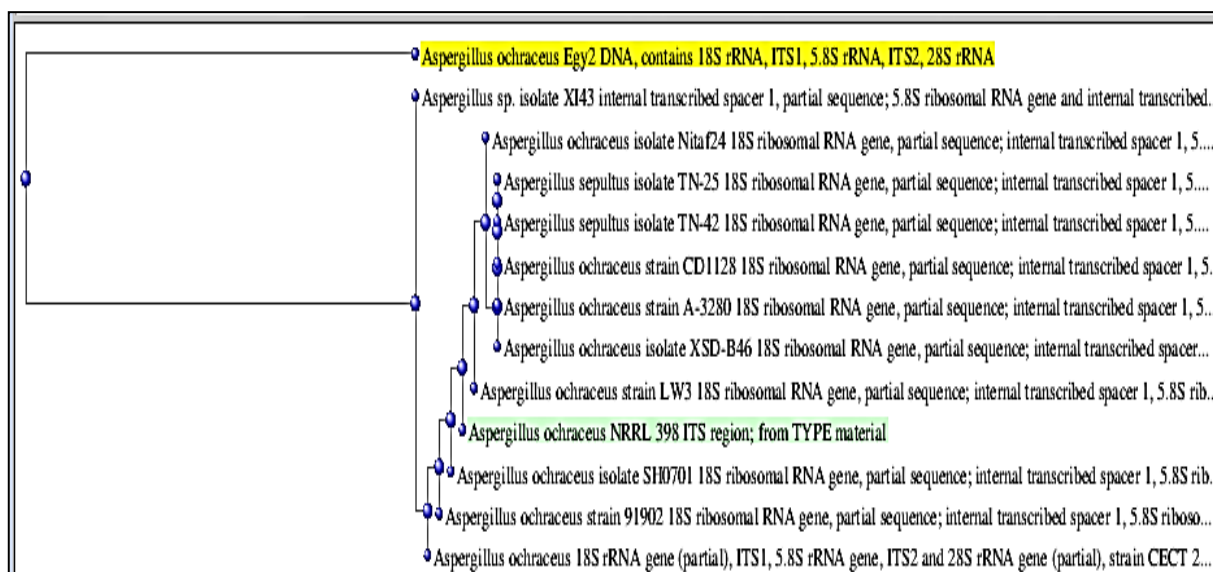 Aspergillus ochraceus Egy2 DNA, contains 18S rRNA, ITS1, 5.8S rRNA, ITS2, 28S rRNA
Aspergillus sp. isolate XI43 internal transcribed spacer 1, partial sequence; 5.8S ribosomal RNA gene and internal transcribed...
Aspergillus ochraceus isolate Nitaf24 18S ribosomal RNA gene, partial sequence; internal transcribed spacer 1, 5....
Aspergillus sepultus isolate TN-25 18S ribosomal RNA gene, partial sequence; internal transcribed spacer 1, 5....
Aspergillus sepultus isolate TN-42 18S ribosomal RNA gene, partial sequence; internal transcribed spacer 1, 5....
Aspergillus ochraceus strain CD1128 18S ribosomal RNA gene, partial sequence; internal transcribed spacer 1, 5.
Aspergillus ochraceus strain A-3280 18S ribosomal RNA gene, partial sequence; internal transcribed spacer 1, 5...
Aspergillus ochraceus isolate XSD-B46 18S ribosomal RNA gene, partial sequence; internal transcribed spacer...
Aspergillus ochraceus strain LW3 18S ribosomal RNA gene, partial sequence; internal transcribed spacer 1, 5.8S rib..
Aspergillus ochraceus NRRL 398 ITS region; from TYPE material
Aspergillus ochraceus isolate SH0701 18S ribosomal RNA gene, partial sequence; internal transcribed spacer 1, 5.8S rib.
Aspergillus ochraceus strain 91902 18S ribosomal RNA gene, partial sequence; internal transcribed spacer 1, 5.8S riboso...
Aspergillus ochraceus 18S rRNA gene (partial), ITS1, 5.8S rRNA gene, ITS2 and 28S rRNA gene (partial), strain CECT 2...